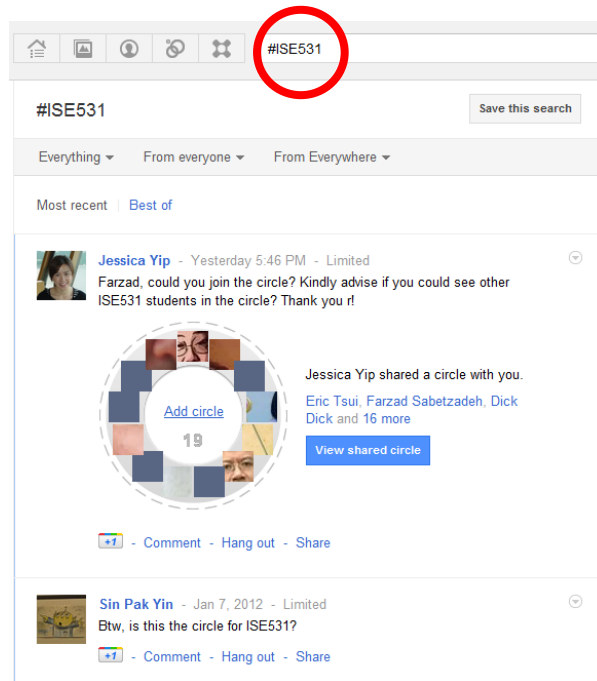 #ISE531
#ISE531
Save this search
Everything From everyone From Everywhere
Most recent Best of
Jessica Yip - Yesterday 5:46 PM - Limited
Farzad, could you join the circle? Kindly advise if you could see other
ISE531 students in the circle? Thank you r!
Jessica Yip shared a circle with you.
Eric Tsui, Farzad Sabetzadeh, Dick
Dick and 16 more
Add circle
19
View shared circle
+1 - Comment - Hang out - Share
Sin Pak Yin - Jan 7, 2012 - Limited
Btw, is this the circle for ISE531?
+1 - Comment - Hang out - Share